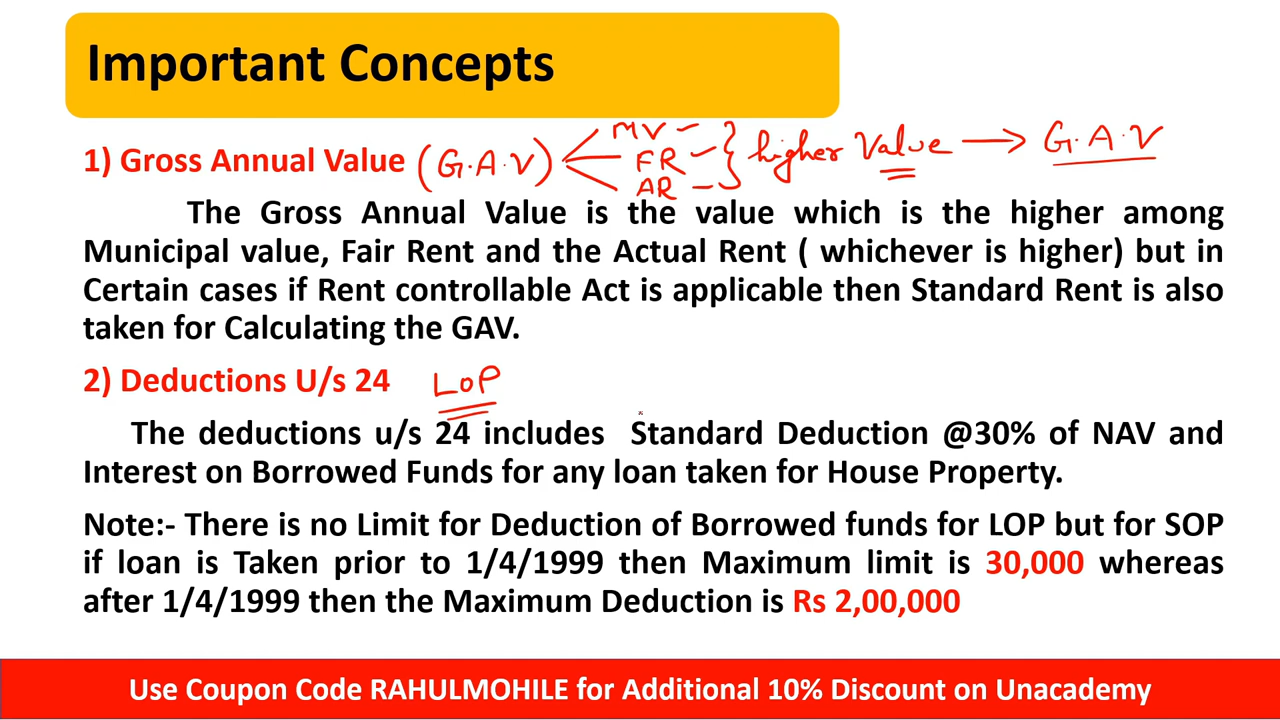 Important Concepts
MV -
1) Gross Annual Value (G.A.V) FR - } higher Value → G.A.V
AR -
The Gross Annual Value is the value which is the higher among
Municipal value, Fair Rent and the Actual Rent ( whichever is higher) but in
Certain cases if Rent controllable Act is applicable then Standard Rent is also
taken for Calculating the GAV.
2) Deductions U/s 24 LOP
The deductions u/s 24 includes Standard Deduction @30% of NAV and
Interest on Borrowed Funds for any loan taken for House Property.
Note:- There is no Limit for Deduction of Borrowed funds for LOP but for SOP
if loan is Taken prior to 1/4/1999 then Maximum limit is 30,000 whereas
after 1/4/1999 then the Maximum Deduction is Rs 2,00,000
Use Coupon Code RAHULMOHILE for Additional 10% Discount on Unacademy